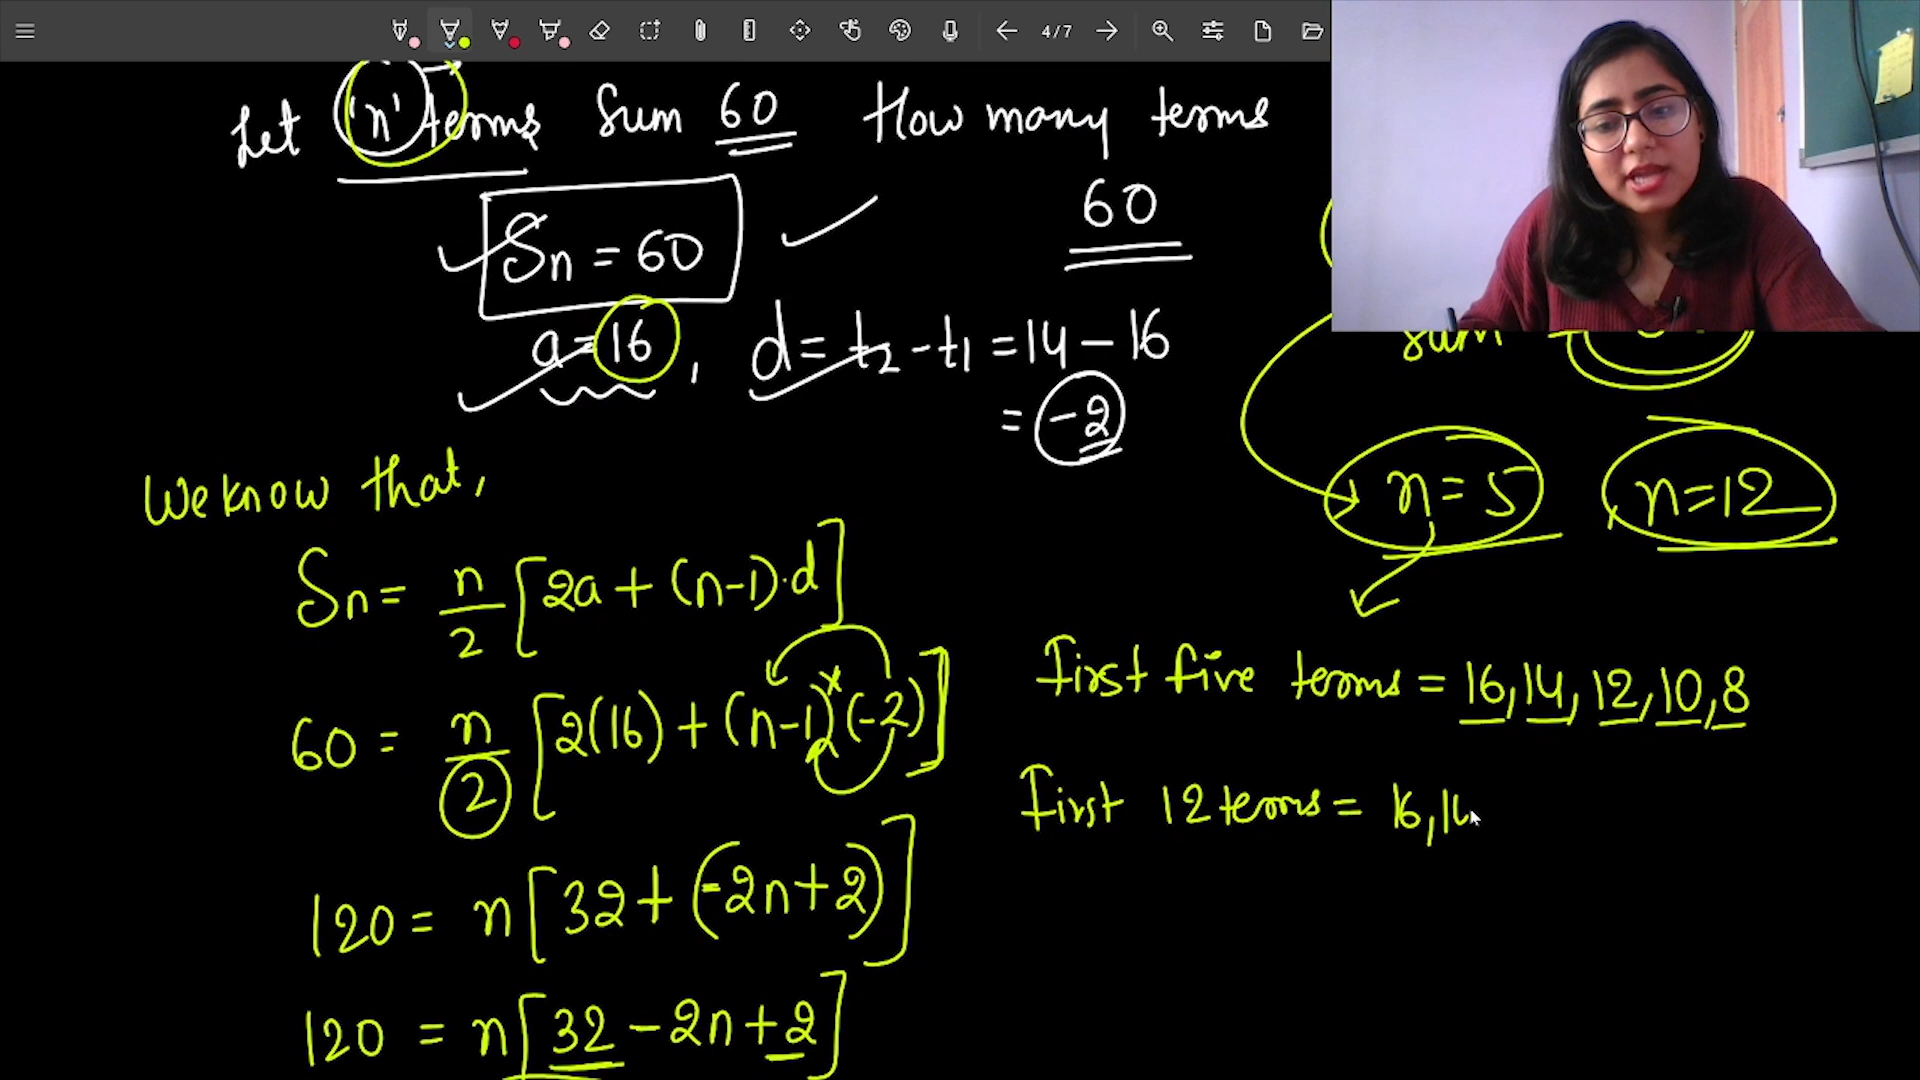 4/7
Let 'n' terms Sum 60 How many terms
60
Sn = 60
a=16, d= t2-t1 =14-16
= -2
sum
n=5 n=12
We know that,
Sn= n/2 [2a+(n-1)·d]
60 = n/2 [2(16)+(n-1)×(-2)]
120= n[32+(-2n+2)]
120 = n[32-2n+2]
First five terms = 16,14,12,10,8
First 12 terms = 16,14